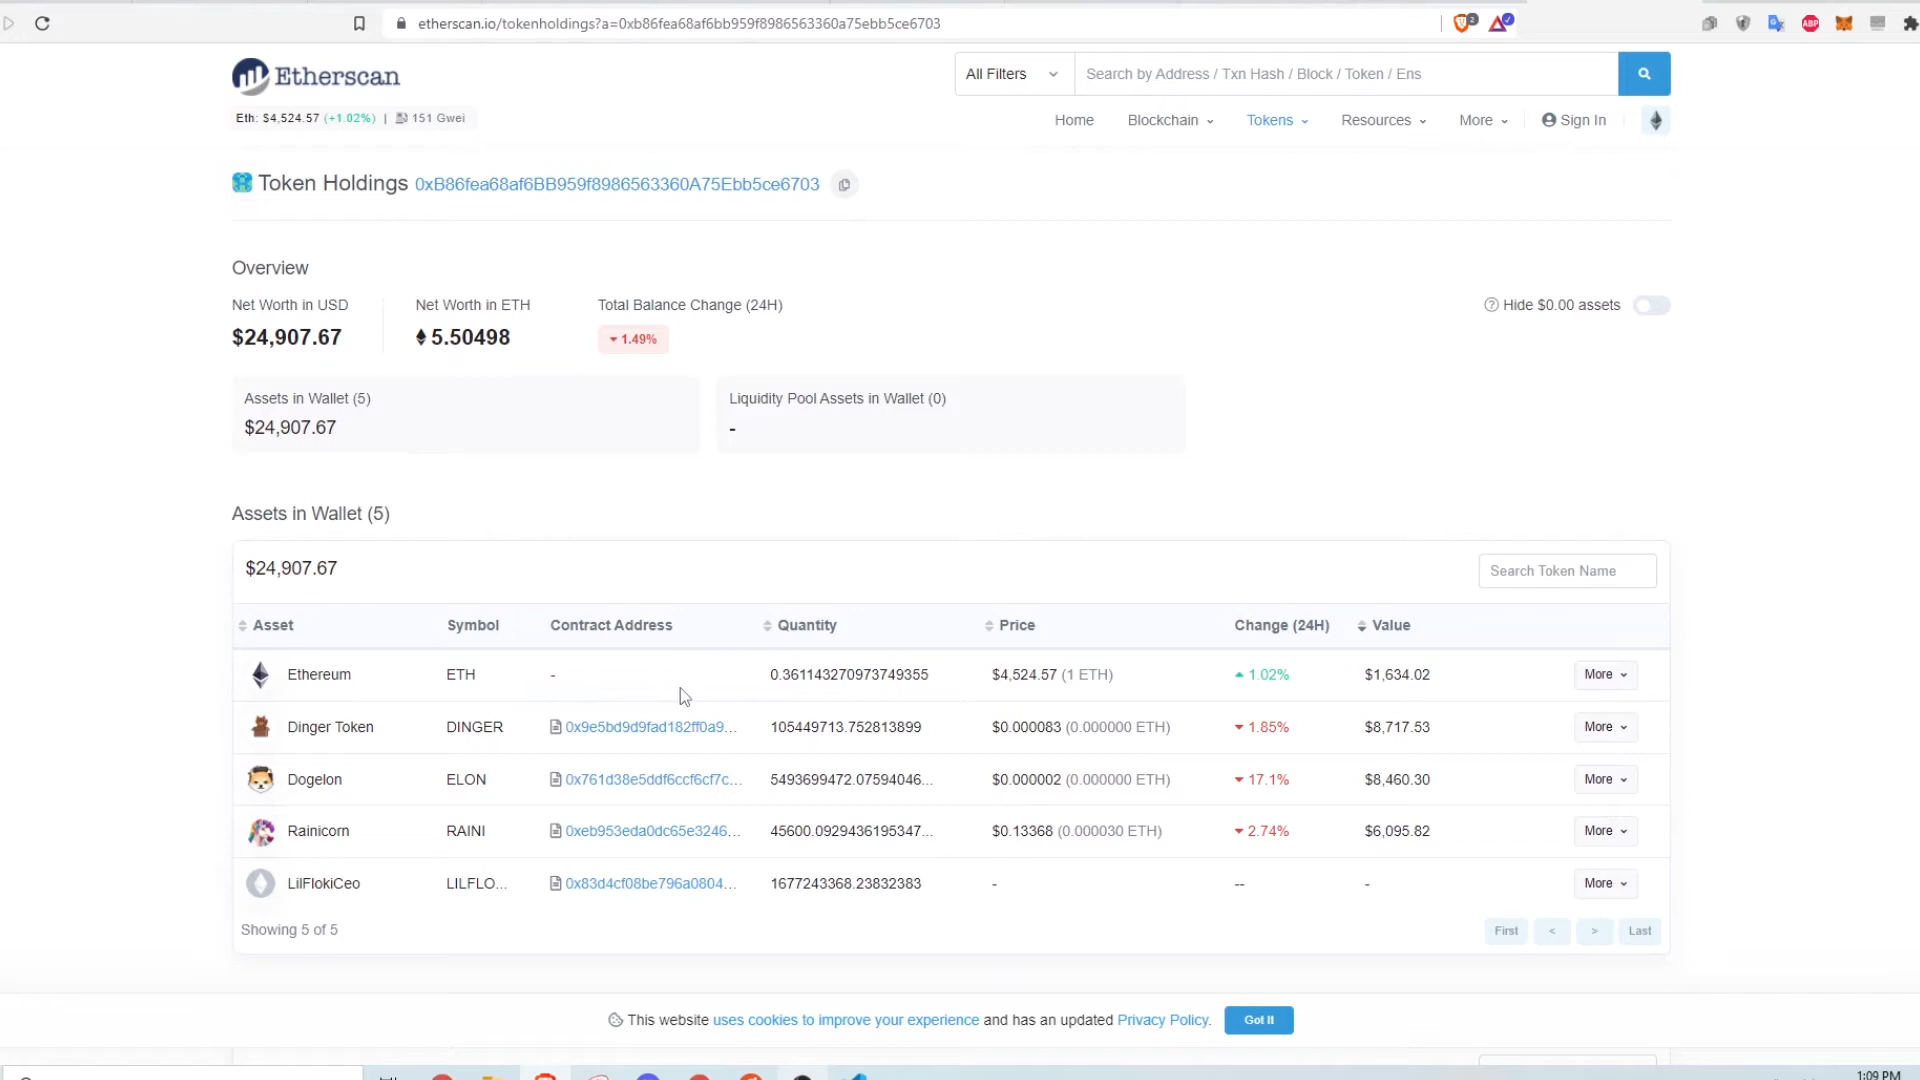 etherscan.io/tokenholdings?a=0xb86fea68af6bb959f8986563360a75ebb5ce6703
2
ABP
Etherscan
All Filters
Search by Address / Txn Hash / Block / Token / Ens
Eth: $4,524.57 (+1.02%) | 151 Gwei
Home Blockchain Tokens Resources More Sign In
Token Holdings 0xB86fea68af6BB959f8986563360A75Ebb5ce6703
Overview
Net Worth in USD Net Worth in ETH Total Balance Change (24H) Hide $0.00 assets
$24,907.67 5.50498 1.49%
Assets in Wallet (5) Liquidity Pool Assets in Wallet (0)
$24,907.67 -
Assets in Wallet (5)
$24,907.67 Search Token Name
Asset Symbol Contract Address Quantity Price Change (24H) Value
Ethereum ETH - 0.361143270973749355 $4,524.57 (1 ETH) 1.02% $1,634.02 More
Dinger Token DINGER 0x9e5bd9d9fad182ff0a9... 105449713.752813899 $0.000083 (0.000000 ETH) 1.85% $8,717.53 More
Dogelon ELON 0x761d38e5ddf6ccf6cf7c... 5493699472.07594046... $0.000002 (0.000000 ETH) 17.1% $8,460.30 More
Rainicorn RAINI 0xeb953eda0dc65e3246... 45600.0929436195347... $0.13368 (0.000030 ETH) 2.74% $6,095.82 More
LilFlokiCeo LILFLO... 0x83d4cf08be796a0804... 1677243368.23832383 - -- - More
Showing 5 of 5 First < > Last
This website uses cookies to improve your experience and has an updated Privacy Policy. Got It
1:09 PM